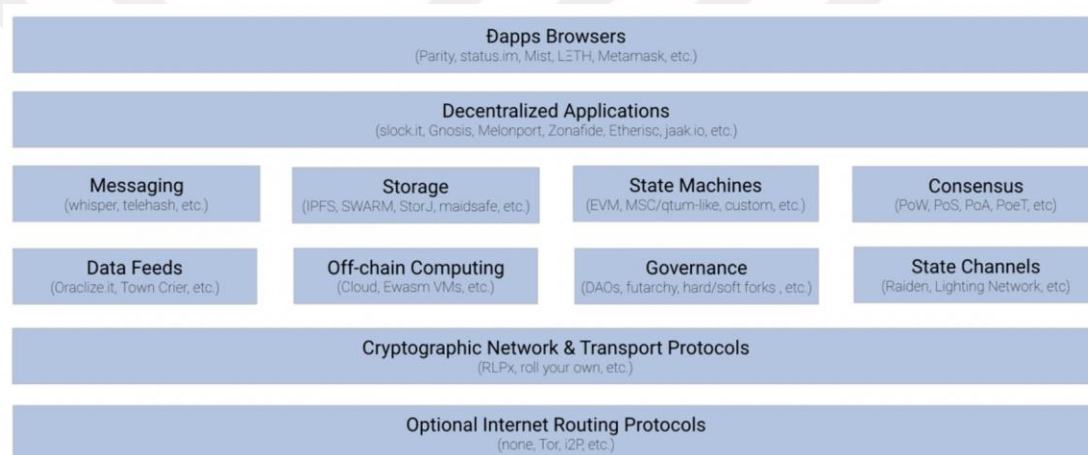 Đapps Browsers
(Parity, status.im, Mist, LΞTH, Metamask, etc.)
Decentralized Applications
(slock.it, Gnosis, Melonport, Zonafide, Etherisc, jaak.io, etc.)
Messaging
(whisper, telehash, etc.)
Storage
(IPFS, SWARM, StorJ, maidsafe, etc.)
State Machines
(EVM, MSC/qtum-like, custom, etc.)
Consensus
(PoW, PoS, PoA, PoeT, etc)
Data Feeds
(Oraclize.it, Town Crier, etc.)
Off-chain Computing
(Cloud, Ewasm VMs, etc.)
Governance
(DAOs, futarchy, hard/soft forks , etc.)
State Channels
(Raiden, Lighting Network, etc)
Cryptographic Network & Transport Protocols
(RLPx, roll your own, etc.)
Optional Internet Routing Protocols
(none, Tor, i2P, etc.)